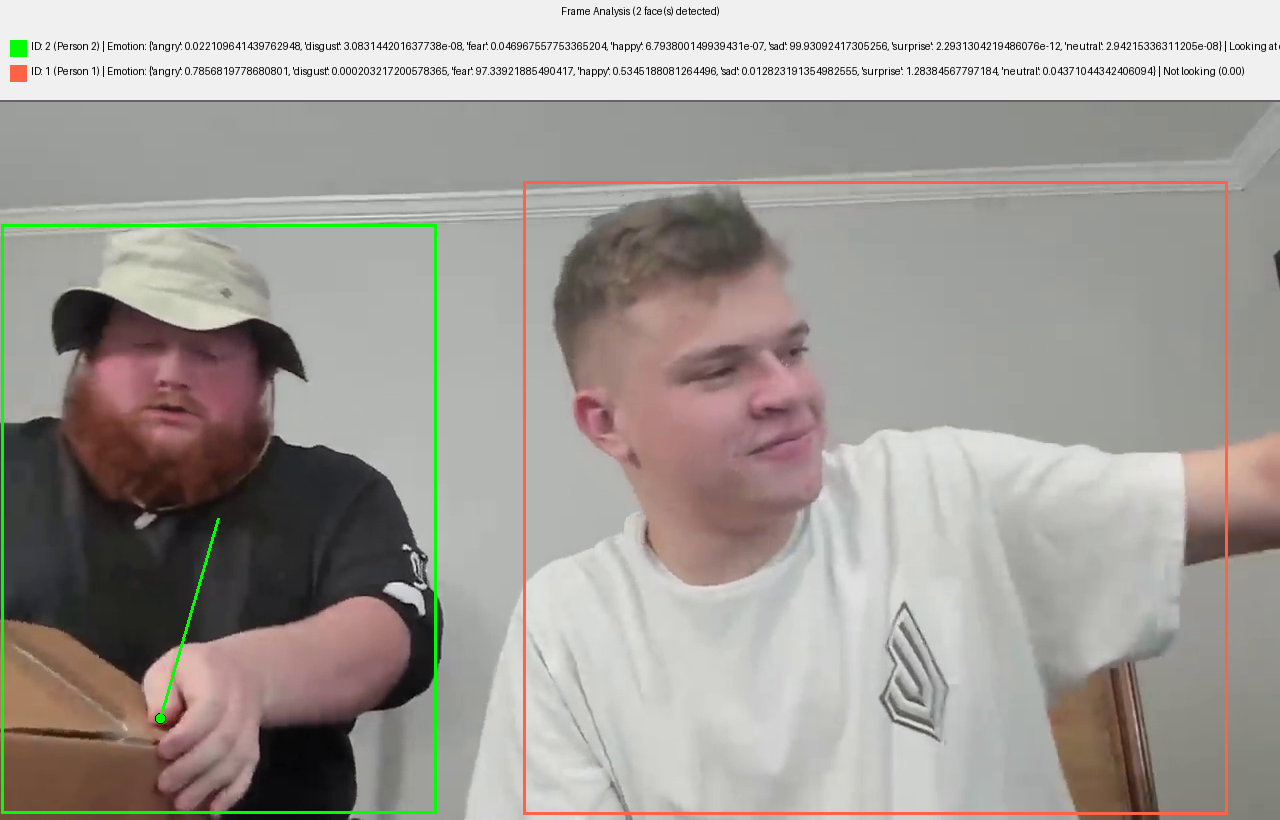 Frame Analysis (2 face(s) detected)
ID: 2 (Person 2) | Emotion: {'angry': 0.022109641439762948, 'disgust': 3.083144201637738e-08, 'fear': 0.046967557753365204, 'happy': 6.793800149939431e-07, 'sad': 99.93092417305256, 'surprise': 2.2931304219486076e-12, 'neutral': 2.94215336311205e-08} | Looking at
ID: 1 (Person 1) | Emotion: {'angry': 0.7856819778680801, 'disgust': 0.000203217200578365, 'fear': 97.33921885490417, 'happy': 0.5345188081264496, 'sad': 0.012823191354982555, 'surprise': 1.28384567797184, 'neutral': 0.04371044342406094} | Not looking (0.00)